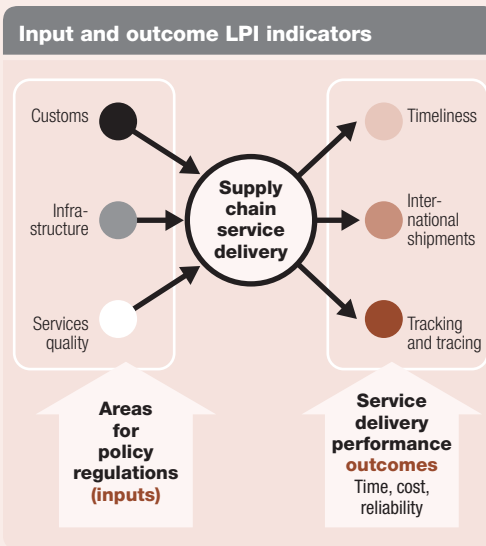 Input and outcome LPI indicators
Customs
Infra-
structure
Services
quality
Supply
chain
service
delivery
Timeliness
Inter-
national
shipments
Tracking
and tracing
Areas
for
policy
regulations
(inputs)
Service
delivery
performance
outcomes
Time, cost,
reliability